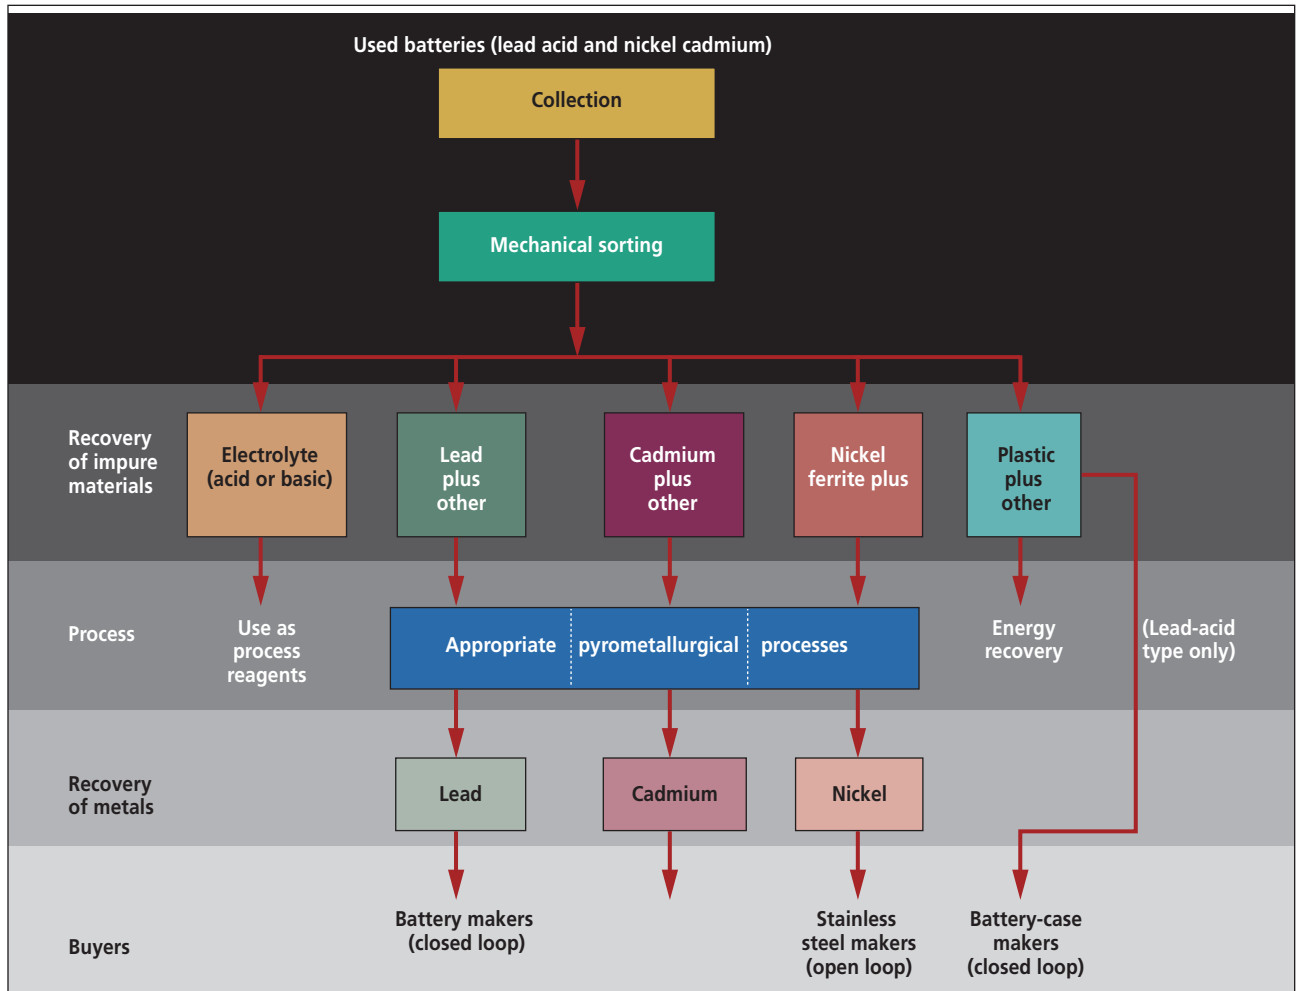 Used batteries (lead acid and nickel cadmium)
Collection
Mechanical sorting
Recovery
of impure
materials
Electrolyte
(acid or basic)
Lead
plus
other
Cadmium
plus
other
Nickel
ferrite plus
Plastic
plus
other
Process
Use as
process
reagents
Appropriate pyrometallurgical processes
Energy
recovery
(Lead-acid
type only)
Recovery
of metals
Lead
Cadmium
Nickel
Buyers
Battery makers
(closed loop)
Stainless
steel makers
(open loop)
Battery-case
makers
(closed loop)